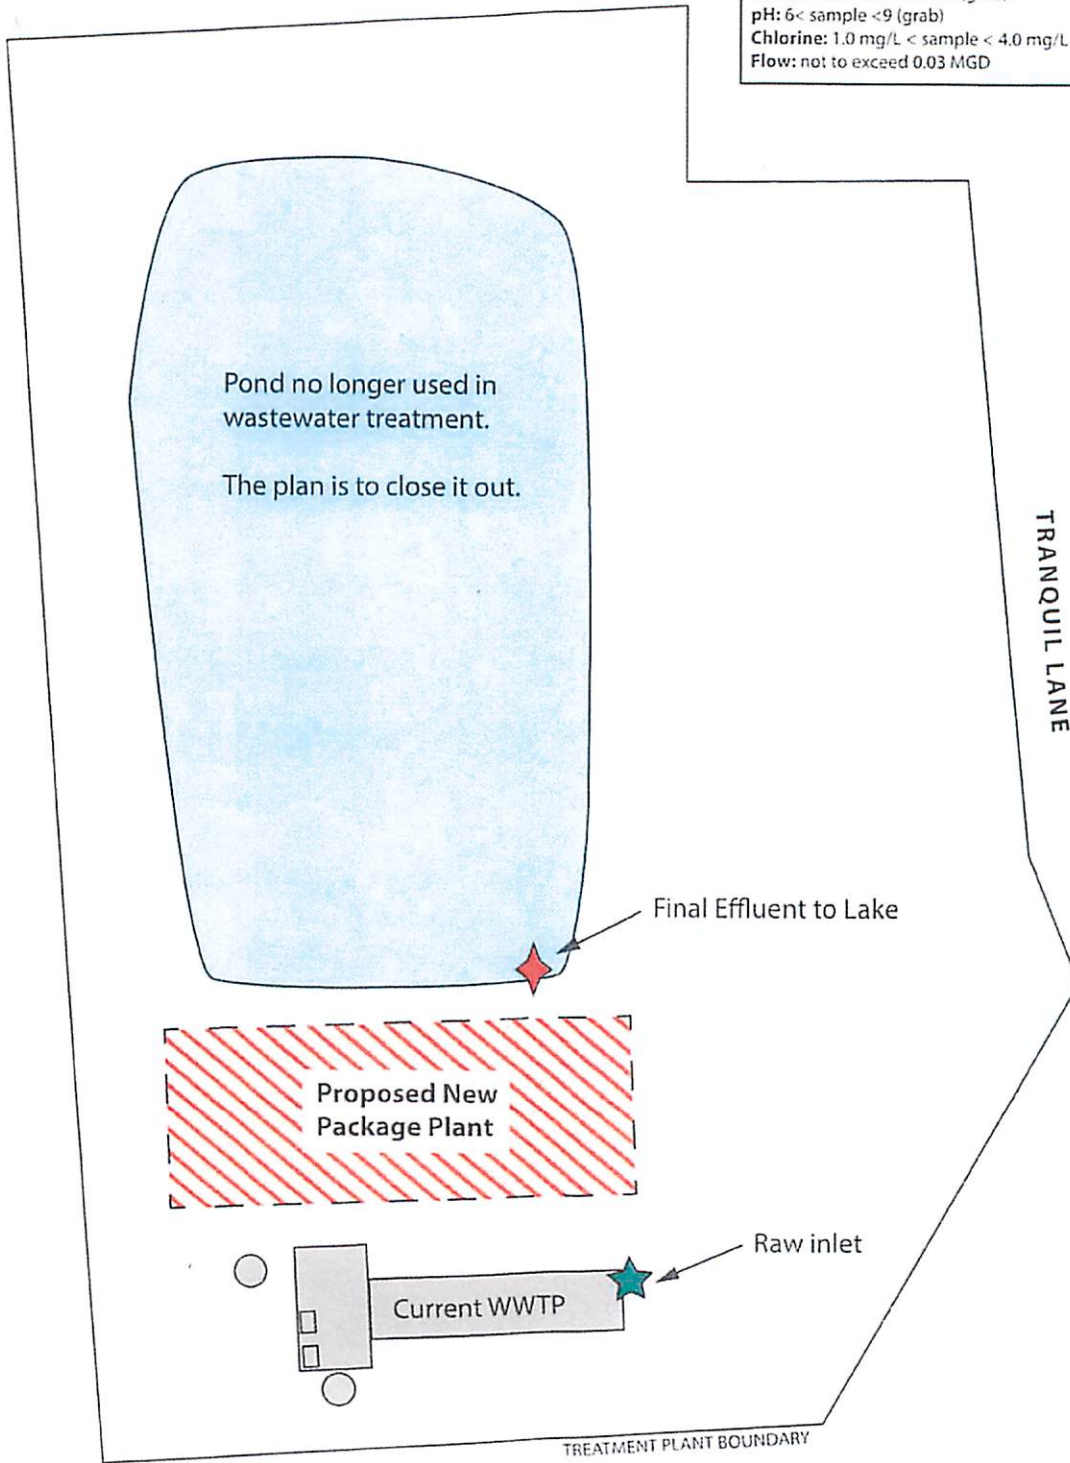 pH: 6< sample <9 (grab)
Chlorine: 1.0 mg/L < sample < 4.0 mg/L
Flow: not to exceed 0.03 MGD
Pond no longer used in
wastewater treatment.
The plan is to close it out.
TRANQUIL LANE
Final Effluent to Lake
Proposed New
Package Plant
Raw inlet
Current WWTP
TREATMENT PLANT BOUNDARY